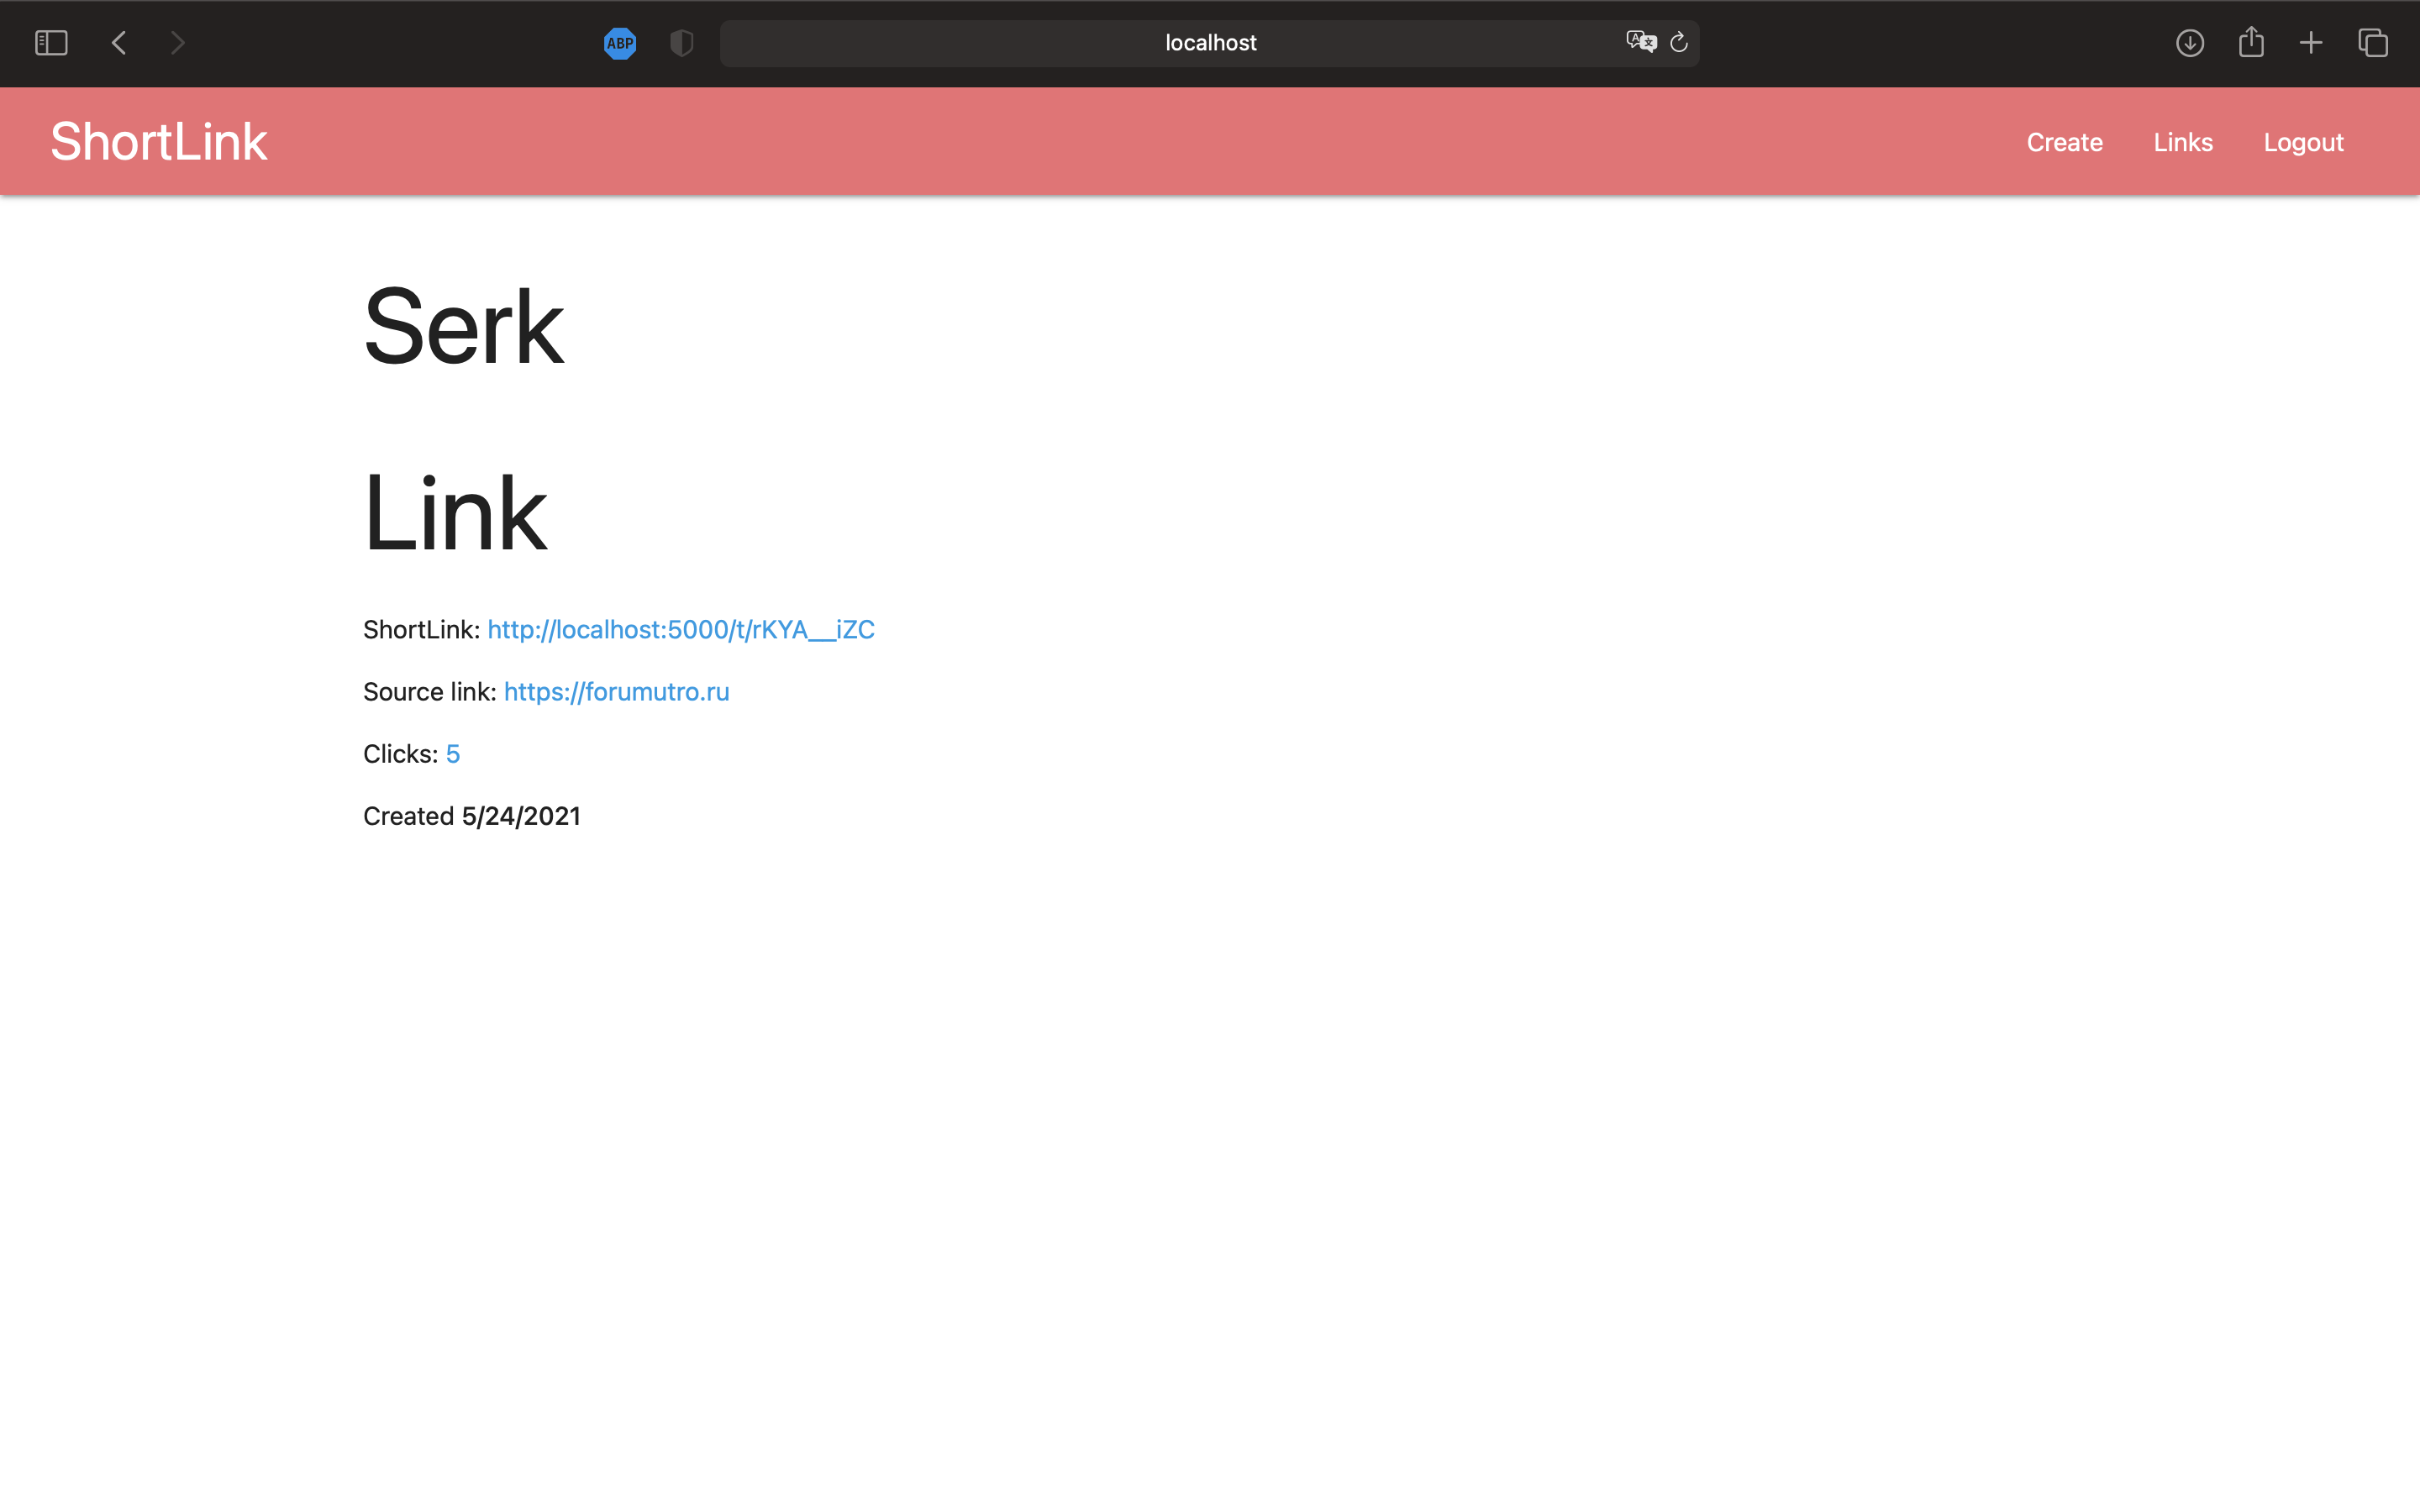 ABP
localhost
ShortLink
Create
Links
Logout
Serk
Link
ShortLink: http://localhost:5000/t/rKYA__iZC
Source link: https://forumutro.ru
Clicks: 5
Created 5/24/2021